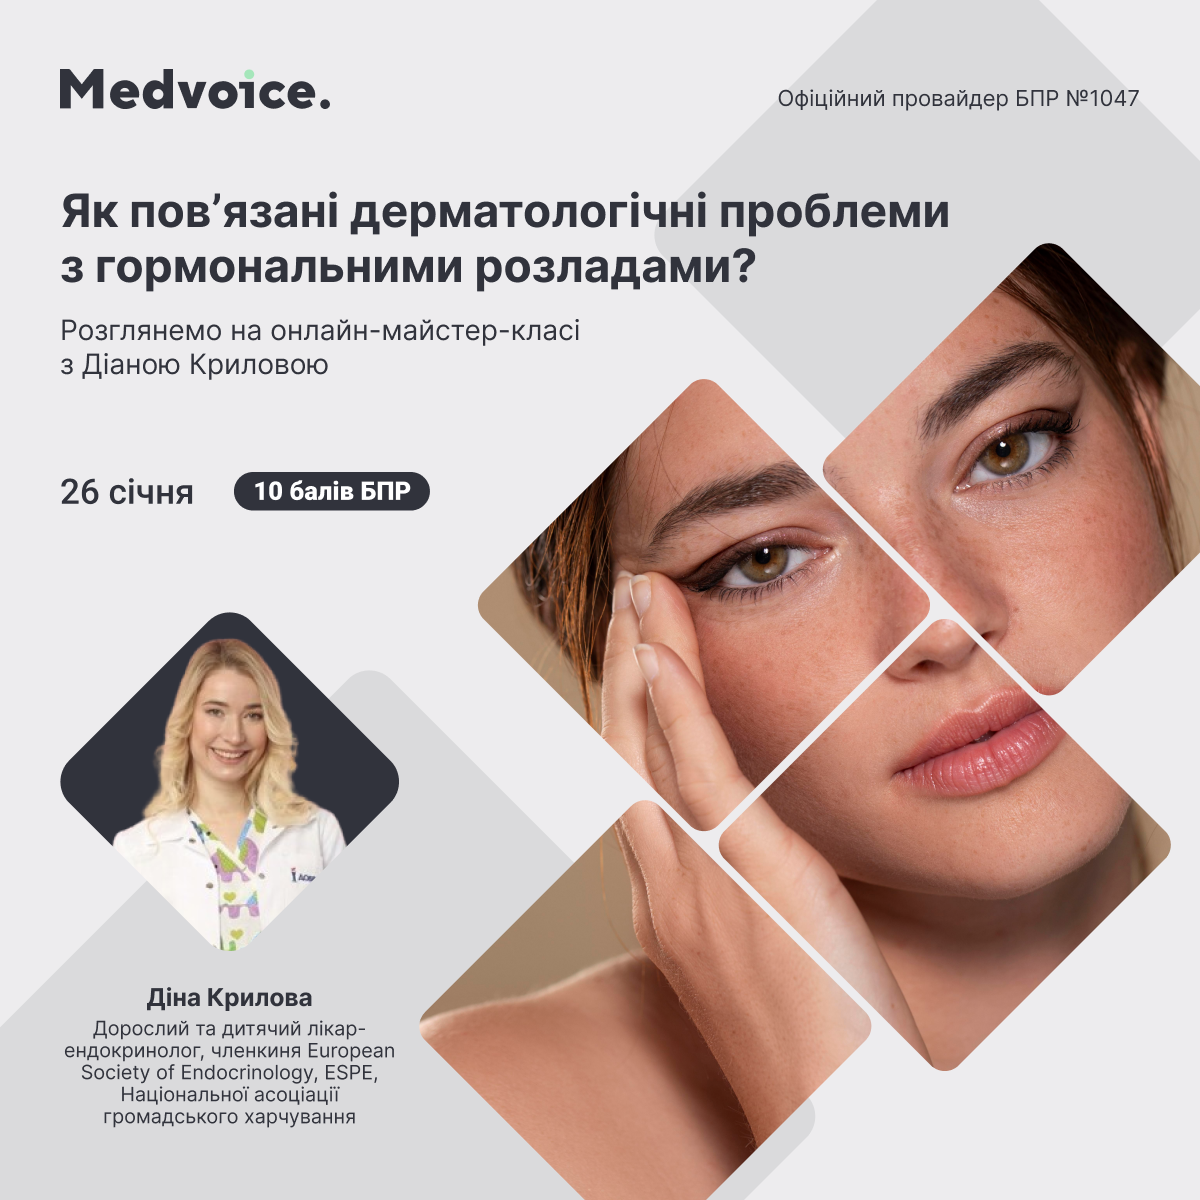 Medvoice.
Офіційний провайдер БПР №1047
Як пов’язані дерматологічні проблеми
з гормональними розладами?
Розглянемо на онлайн-майстер-класі
з Діаною Криловою
26 січня
10 балів БПР
Діна Крилова
Дорослий та дитячий лікар-
ендокринолог, членкиня European
Society of Endocrinology, ESPE,
Національної асоціації
громадського харчування